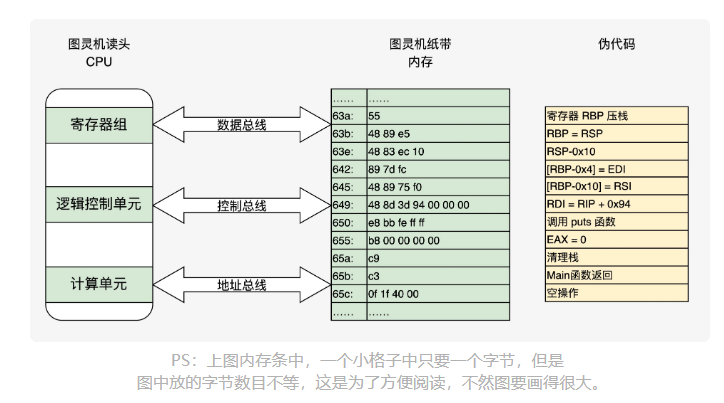 图灵机读头
CPU
图灵机纸带
内存
伪代码
寄存器组
逻辑控制单元
计算单元
数据总线
控制总线
地址总线
...... ......
63a: 55
63b: 48 89 e5
63e: 48 83 ec 10
642: 89 7d fc
645: 48 89 75 f0
649: 48 8d 3d 94 00 00 00
650: e8 bb fe ff ff
655: b8 00 00 00 00
65a: c9
65b: c3
65c: 0f 1f 40 00
...... ......
寄存器 RBP 压栈
RBP = RSP
RSP-0x10
[RBP-0x4] = EDI
[RBP-0x10] = RSI
RDI = RIP + 0x94
调用 puts 函数
EAX = 0
清理栈
Main函数返回
空操作
PS：上图内存条中，一个小格子中只要一个字节，但是
图中放的字节数目不等，这是为了方便阅读，不然图要画得很大。